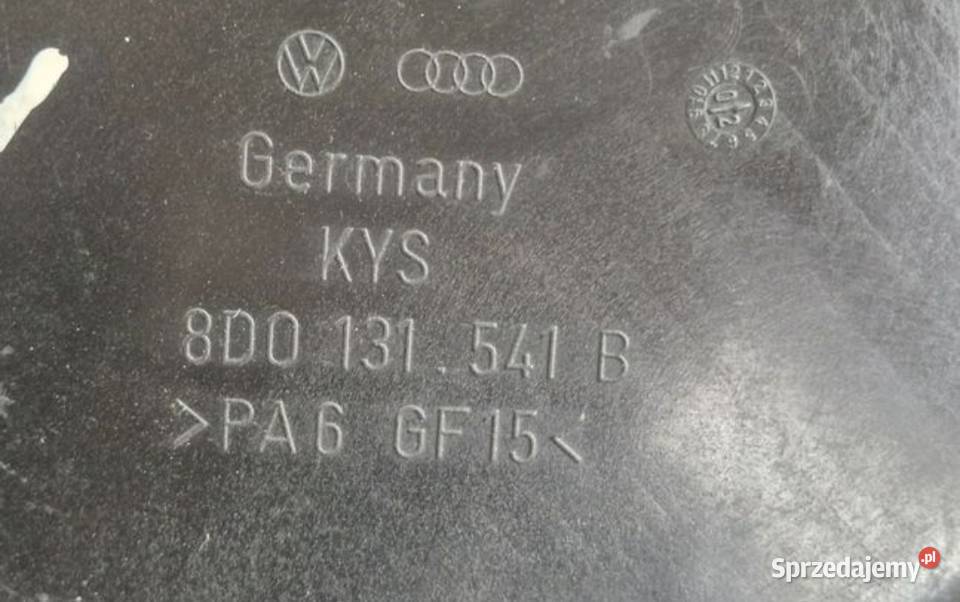 Germany
KYS
8D0 131.541 B
>PA6 GF15<
Sprzedajemy.pl